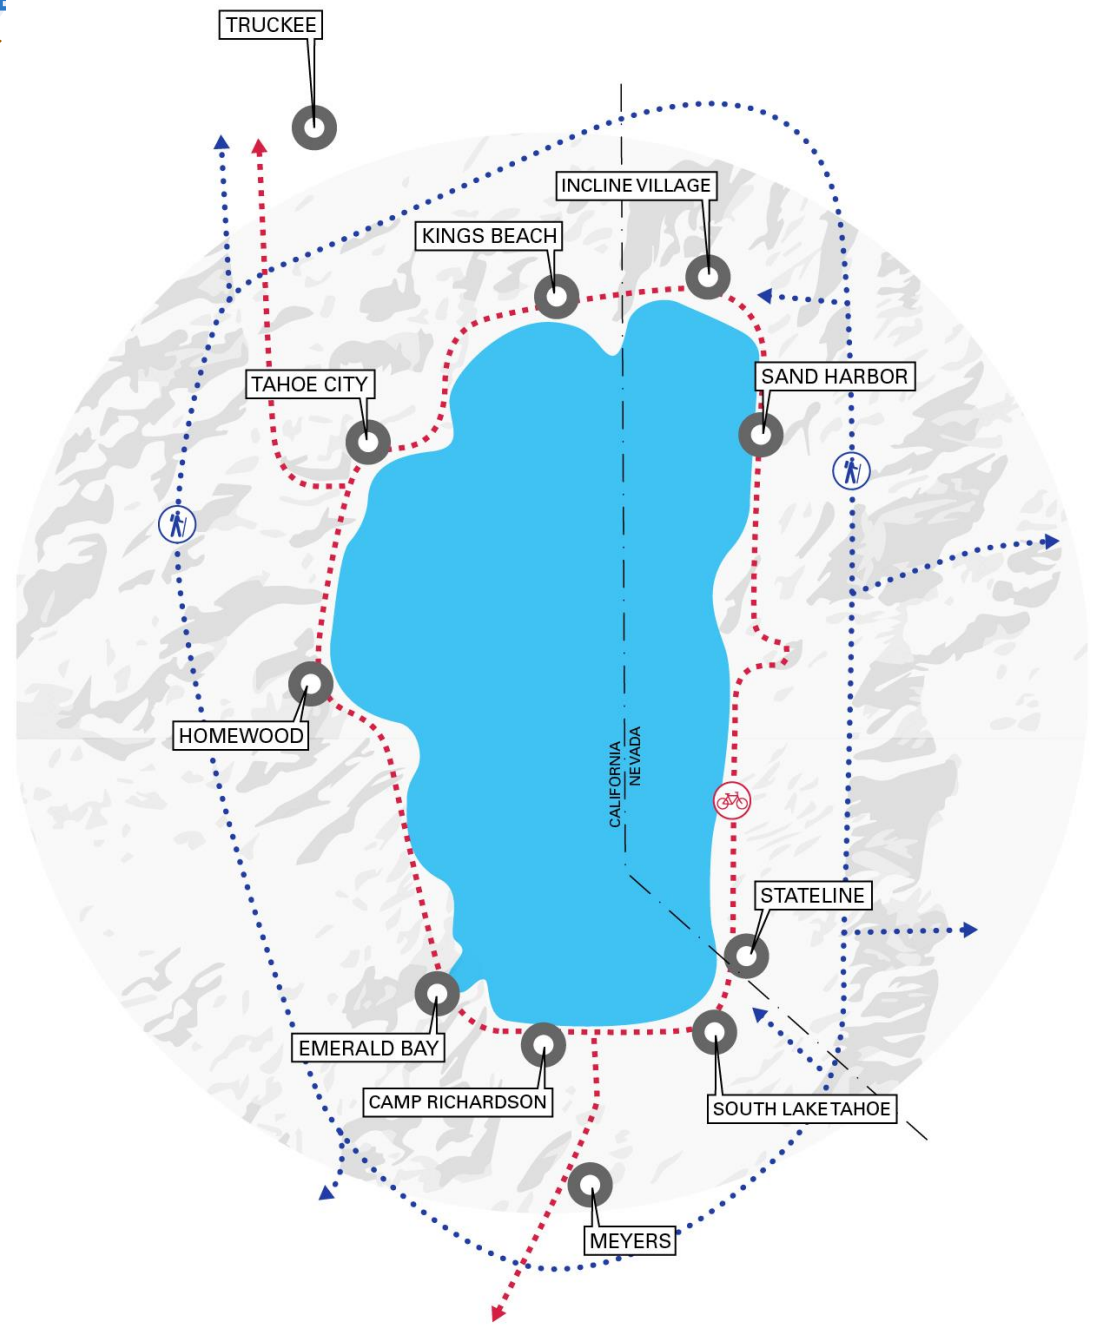 TRUCKEE
INCLINE VILLAGE
KINGS BEACH
TAHOE CITY
SAND HARBOR
HOMEWOOD
CALIFORNIA
NEVADA
STATELINE
EMERALD BAY
CAMP RICHARDSON
SOUTH LAKE TAHOE
MEYERS